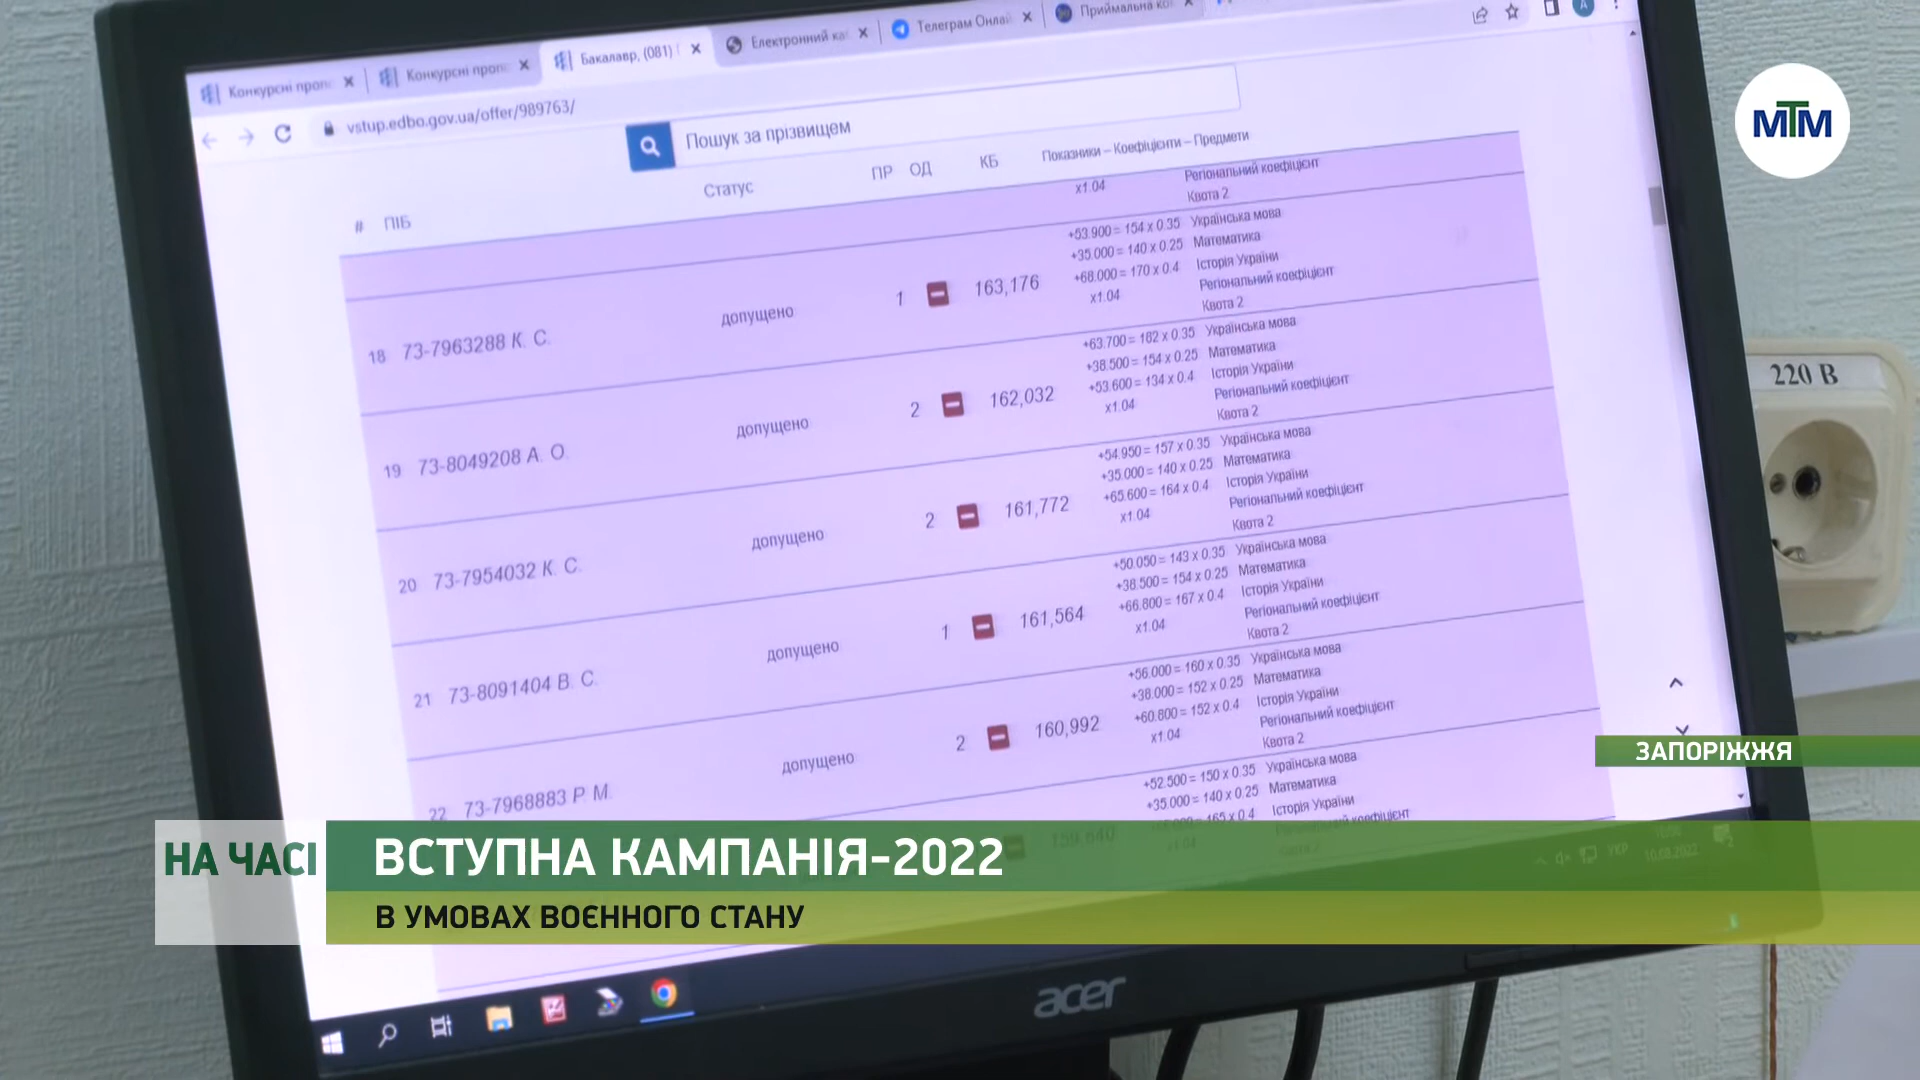 Конкурсні проп
Конкурсні проп
Бакалавр, (081)
Електронний ка
Телеграм Онлай
Приймальна ко
А
vstup.edbo.gov.ua/offer/989763/
Пошук за прізвищем
# ПІБ Статус ПР ОД КБ Показники – Коефіцієнти – Предмети
x1.04 Регіональний коефіцієнт
Квота 2
18 73-7963288 К. С. допущено 1 163,176
+53.900 = 154 x 0.35 Українська мова
+35.000 = 140 x 0.25 Математика
+68.000 = 170 x 0.4 Історія України
x1.04 Регіональний коефіцієнт
Квота 2
19 73-8049208 А. О. допущено 2 162,032
+63.700 = 182 x 0.35 Українська мова
+38.500 = 154 x 0.25 Математика
+53.600 = 134 x 0.4 Історія України
x1.04 Регіональний коефіцієнт
Квота 2
20 73-7954032 К. С. допущено 2 161,772
+54.950 = 157 x 0.35 Українська мова
+35.000 = 140 x 0.25 Математика
+65.600 = 164 x 0.4 Історія України
x1.04 Регіональний коефіцієнт
Квота 2
21 73-8091404 В. С. допущено 1 161,564
+50.050 = 143 x 0.35 Українська мова
+38.500 = 154 x 0.25 Математика
+66.800 = 167 x 0.4 Історія України
x1.04 Регіональний коефіцієнт
Квота 2
22 73-7968883 Р. М. допущено 2 160,992
+56.000 = 160 x 0.35 Українська мова
+38.000 = 152 x 0.25 Математика
+60.800 = 152 x 0.4 Історія України
x1.04 Регіональний коефіцієнт
Квота 2
159,640
+52.500 = 150 x 0.35 Українська мова
+35.000 = 140 x 0.25 Математика
165 x 0.4 Історія України
УКР
10.08.2022
acer
220 В
МТМ
ЗАПОРІЖЖЯ
НА ЧАСІ
ВСТУПНА КАМПАНІЯ-2022
В УМОВАХ ВОЄННОГО СТАНУ